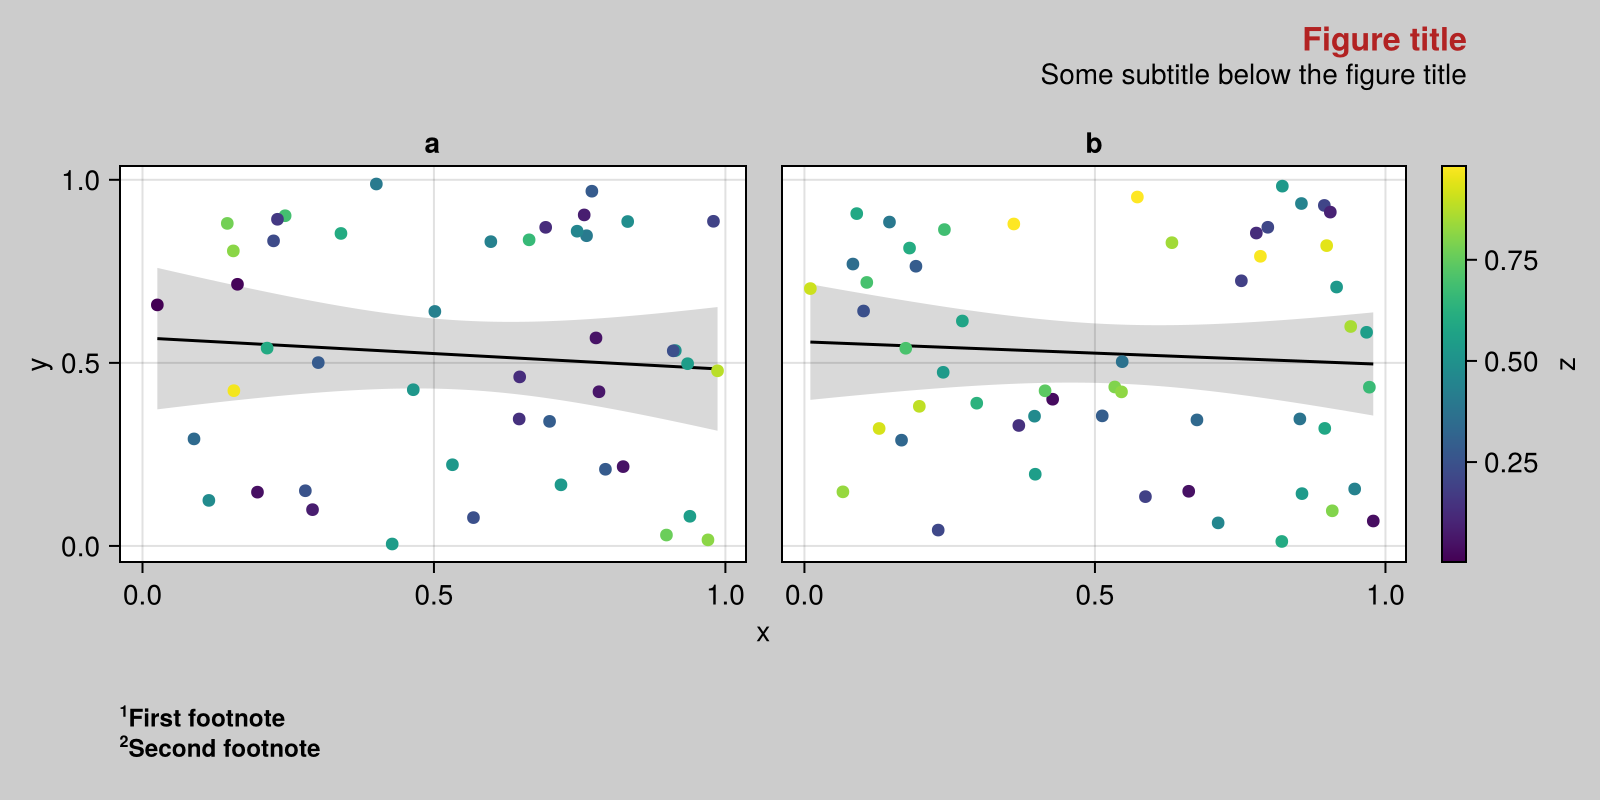 Figure title
Some subtitle below the figure title
a
b
1.0
0.5
0.0
y
0.0
0.5
1.0
0.0
0.5
1.0
x
0.75
0.50
0.25
z
¹First footnote
²Second footnote